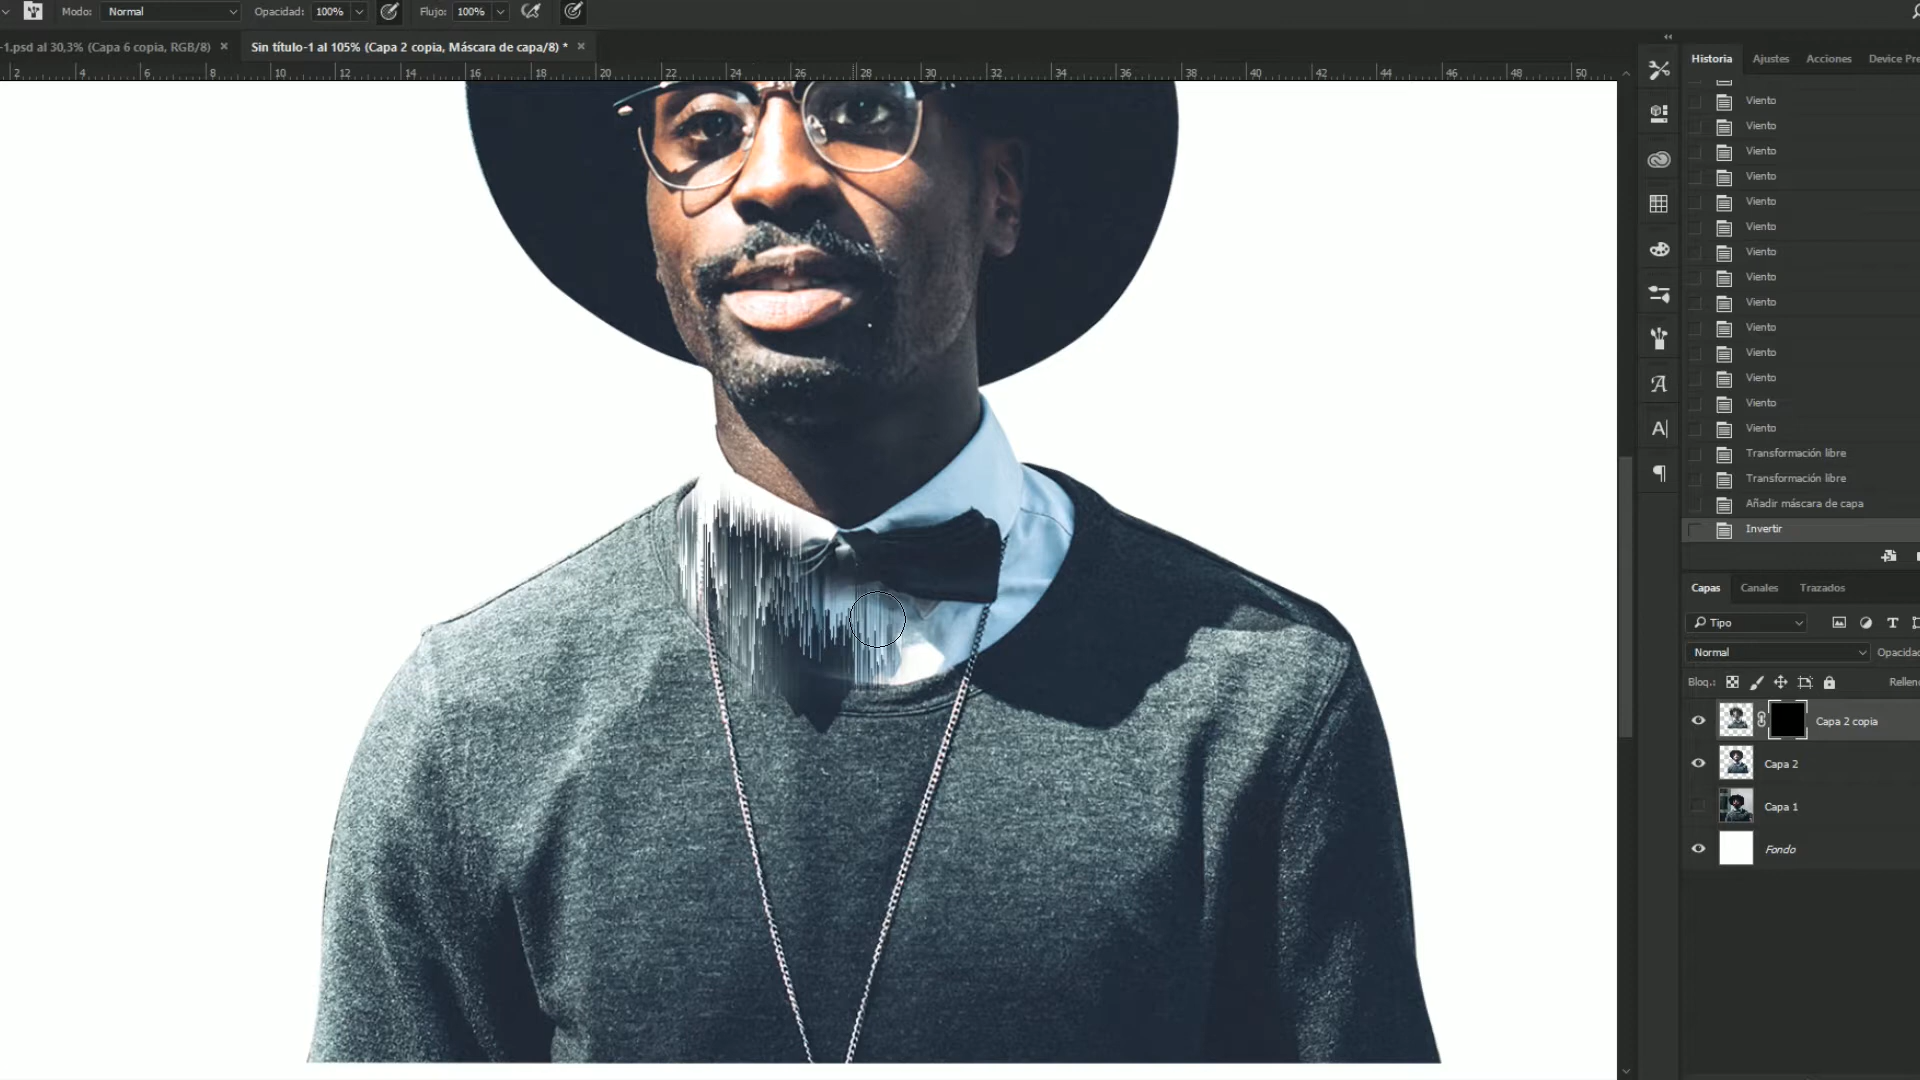 Modo: Normal Opacidad: 100% Flujo: 100%
-1.psd al 30,3% (Capa 6 copia, RGB/8) × Sin título-1 al 105% (Capa 2 copia, Máscara de capa/8) * ×
2 4 6 8 10 12 14 16 18 20 22 24 26 28 30 32 34 36 38 40 42 44 46 48 50
Historia Ajustes Acciones Device Pre
Viento
Viento
Viento
Viento
Viento
Viento
Viento
Viento
Viento
Viento
Viento
Viento
Viento
Viento
Transformación libre
Transformación libre
Añadir máscara de capa
Invertir
Capas Canales Trazados
Tipo
Normal Opacidad
Bloq.: Rellen
Capa 2 copia
Capa 2
Capa 1
Fondo